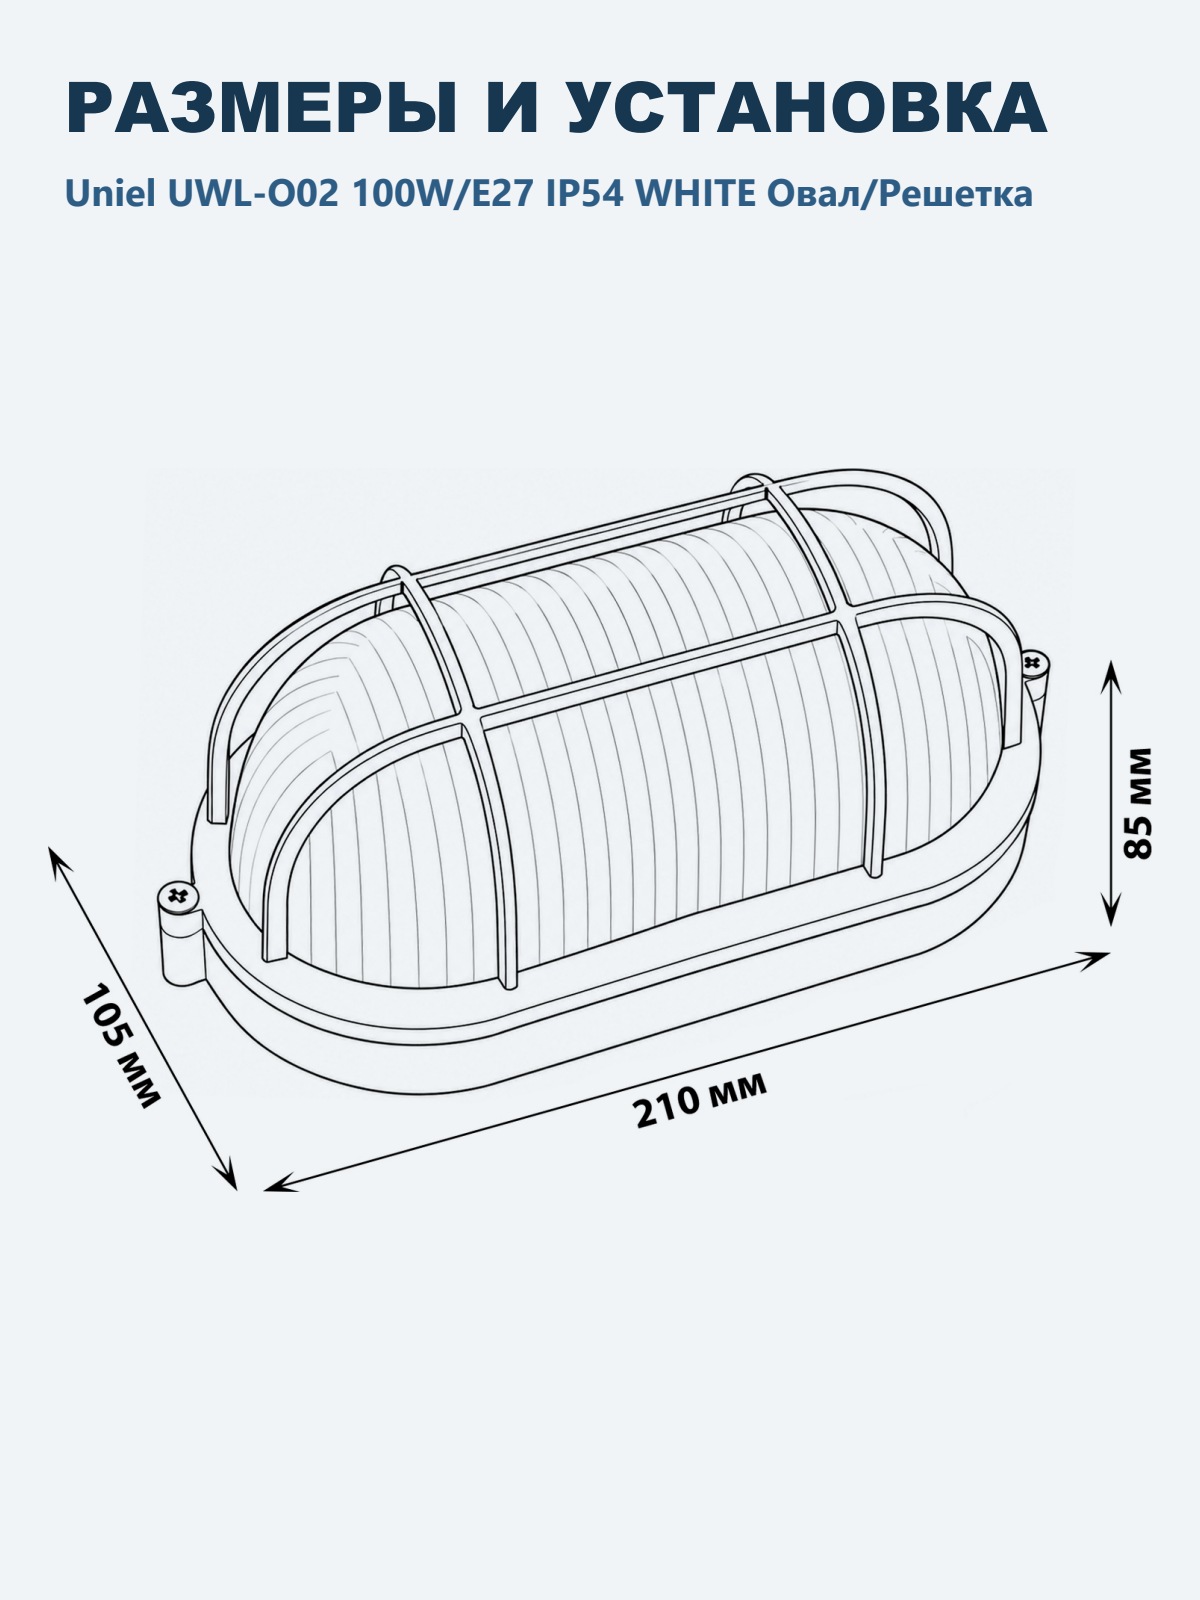 РАЗМЕРЫ И УСТАНОВКА
Uniel UWL-O02 100W/E27 IP54 WHITE Овал/Решетка
85 мм
105 мм
210 мм